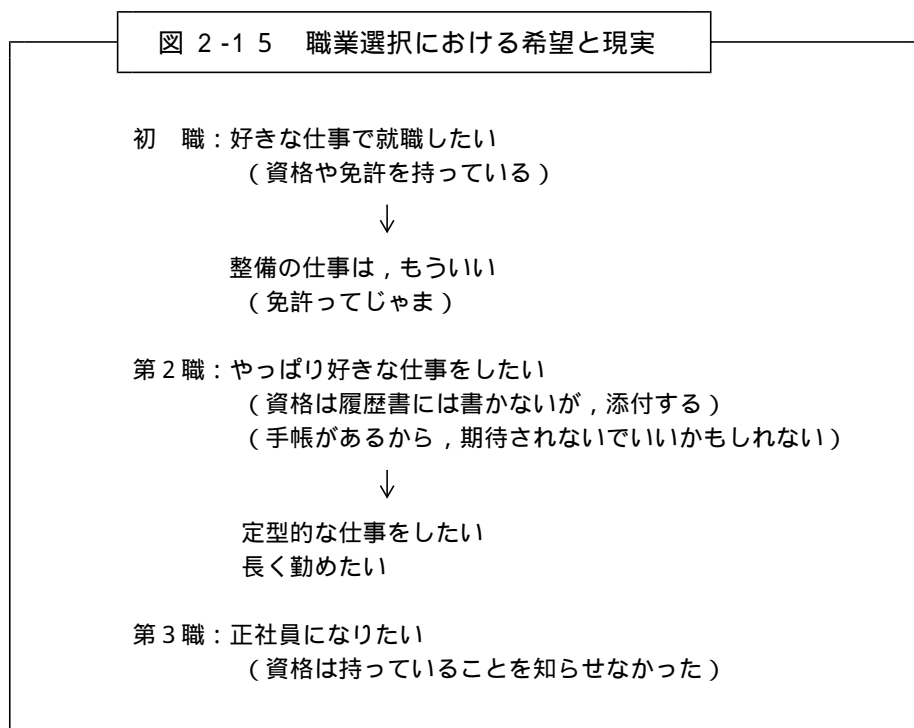 図 2-15 職業選択における希望と現実
初　職：好きな仕事で就職したい
（資格や免許を持っている）
↓
整備の仕事は，もういい
（免許ってじゃま）
第２職：やっぱり好きな仕事をしたい
（資格は履歴書には書かないが，添付する）
（手帳があるから，期待されないでいいかもしれない）
↓
定型的な仕事をしたい
長く勤めたい
第３職：正社員になりたい
（資格は持っていることを知らせなかった）